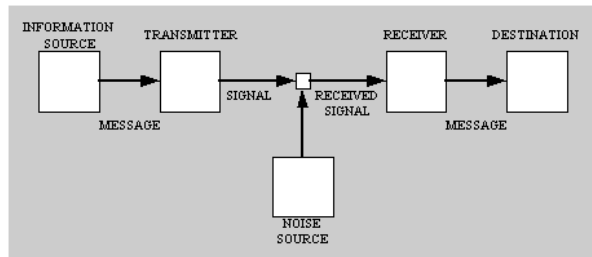 INFORMATION
SOURCE
TRANSMITTER
RECEIVER
DESTINATION
SIGNAL
RECEIVED
SIGNAL
MESSAGE
MESSAGE
NOISE
SOURCE